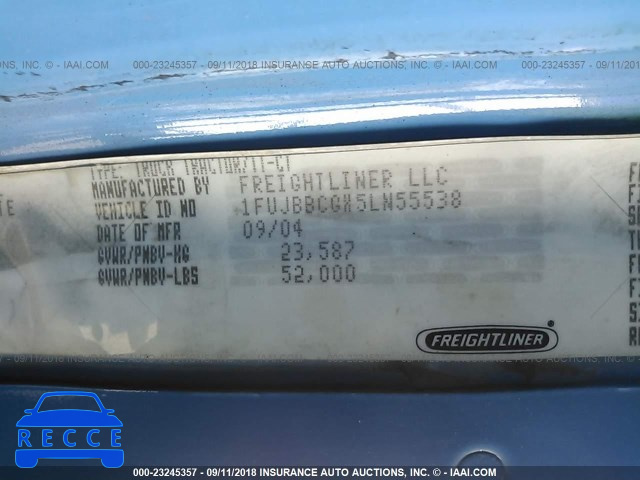 000-23245357 - 09/11/2018 INSURANCE AUTO AUCTIONS, INC. - © - IAAI.COM
TYPE: TRUCK TRACTOR/TT-CT
MANUFACTURED BY FREIGHTLINER LLC
VEHICLE ID NO 1FUJBBCGX5LN55538
DATE OF MFR 09/04
GVWR/PNBV-KG 23,587
GVWR/PNBV-LBS 52,000
FREIGHTLINER
GECARS
000-23245357 - 09/11/2018 INSURANCE AUTO AUCTIONS, INC. - © - IAAI.COM